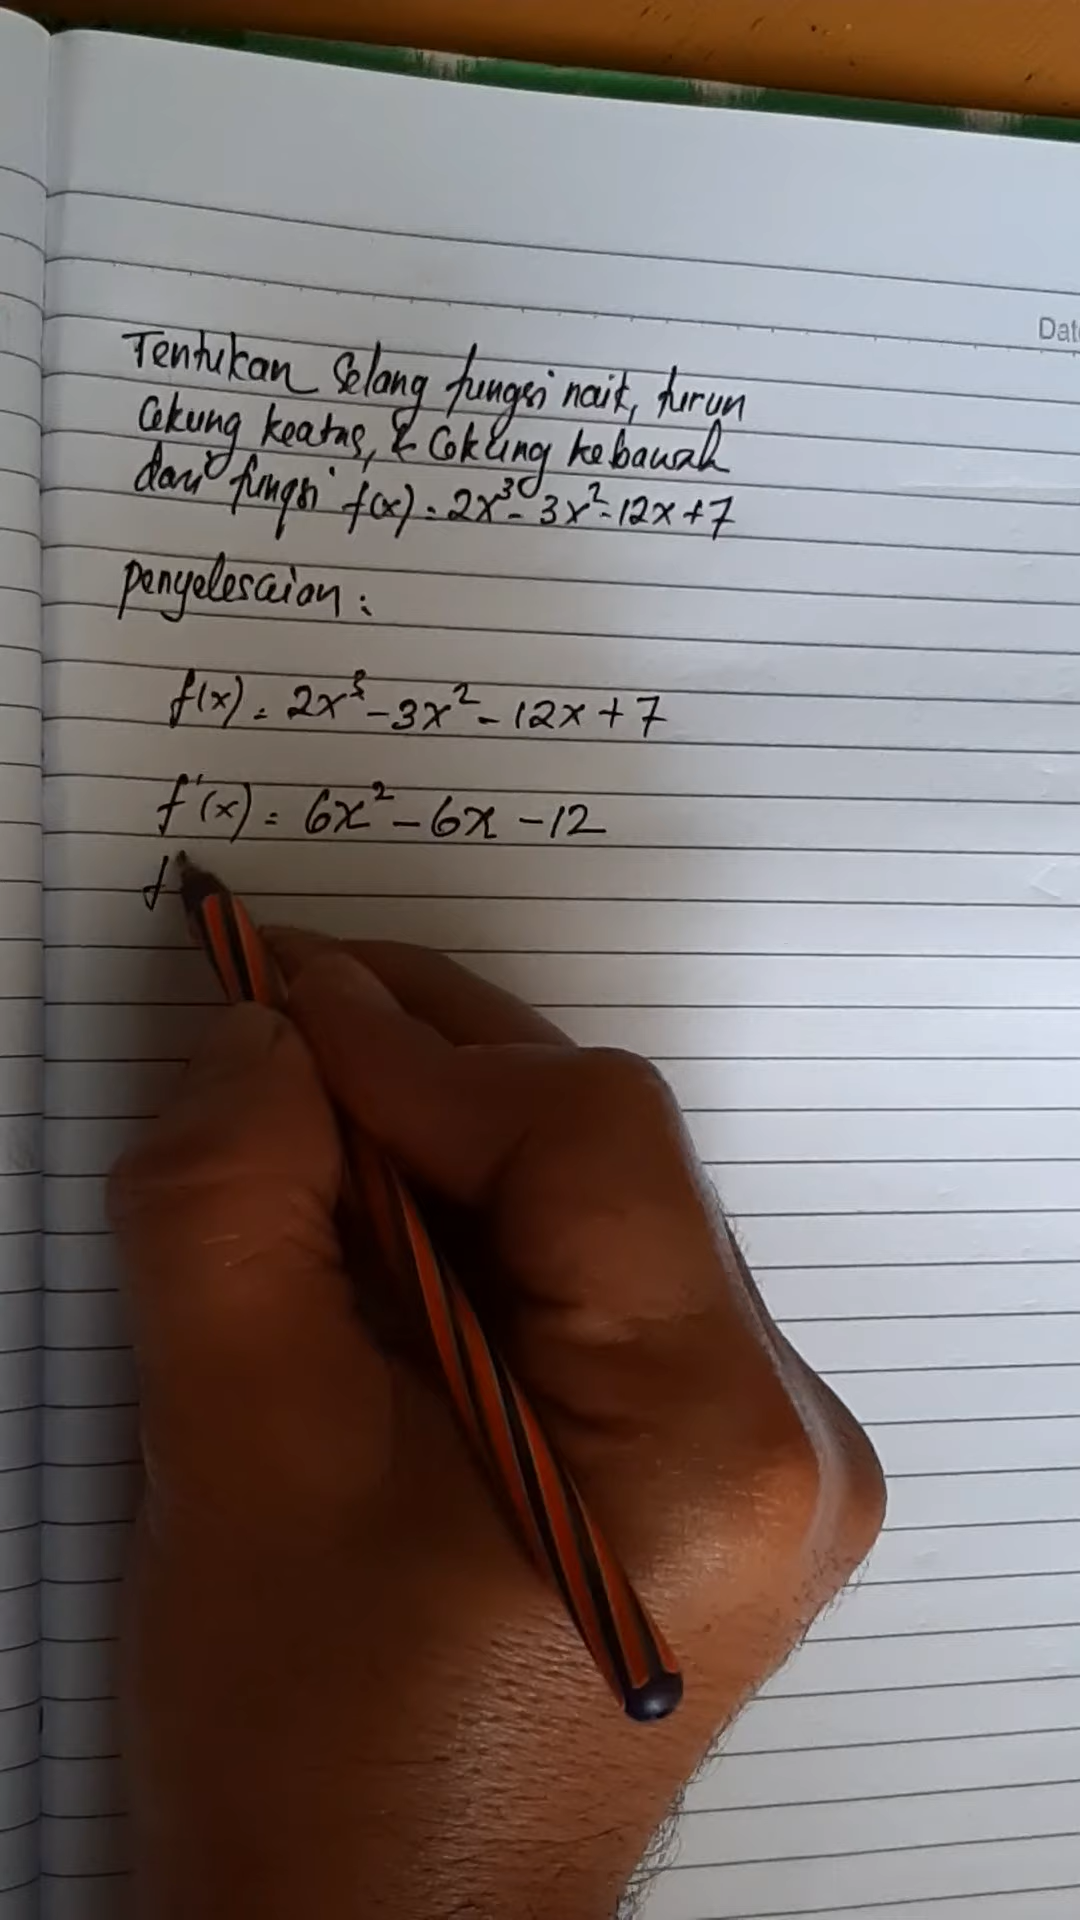 Tentukan Selang fungsi naik, turun
Cekung keatas, & Cekung kebawah
dari fungsi f(x) = 2x³ - 3x² - 12x + 7
Date
penyelesaian :
f(x) = 2x³ - 3x² - 12x + 7
f'(x) = 6x² - 6x - 12
f